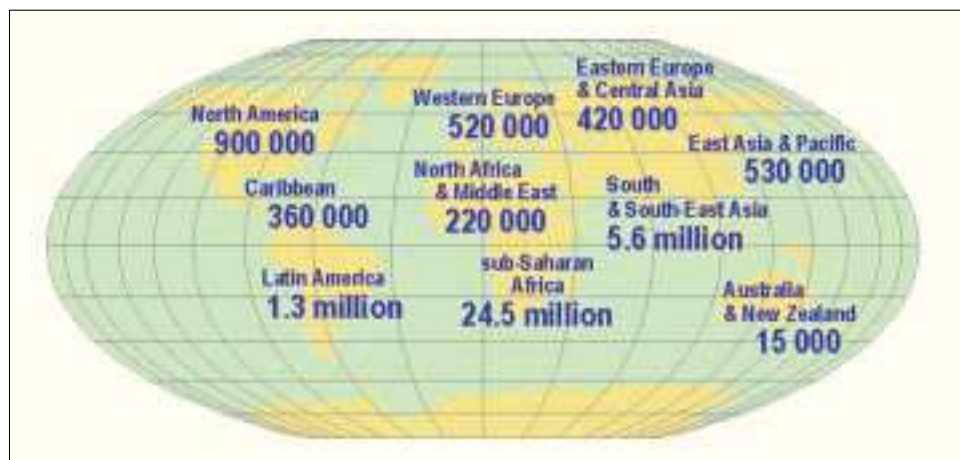 Eastern Europe
& Central Asia
420 000
Western Europe
520 000
North America
900 000
East Asia & Pacific
530 000
North Africa
& Middle East
220 000
Caribbean
360 000
South
& South-East Asia
5.6 million
sub-Saharan
Africa
24.5 million
Latin America
1.3 million
Australia
& New Zealand
15 000